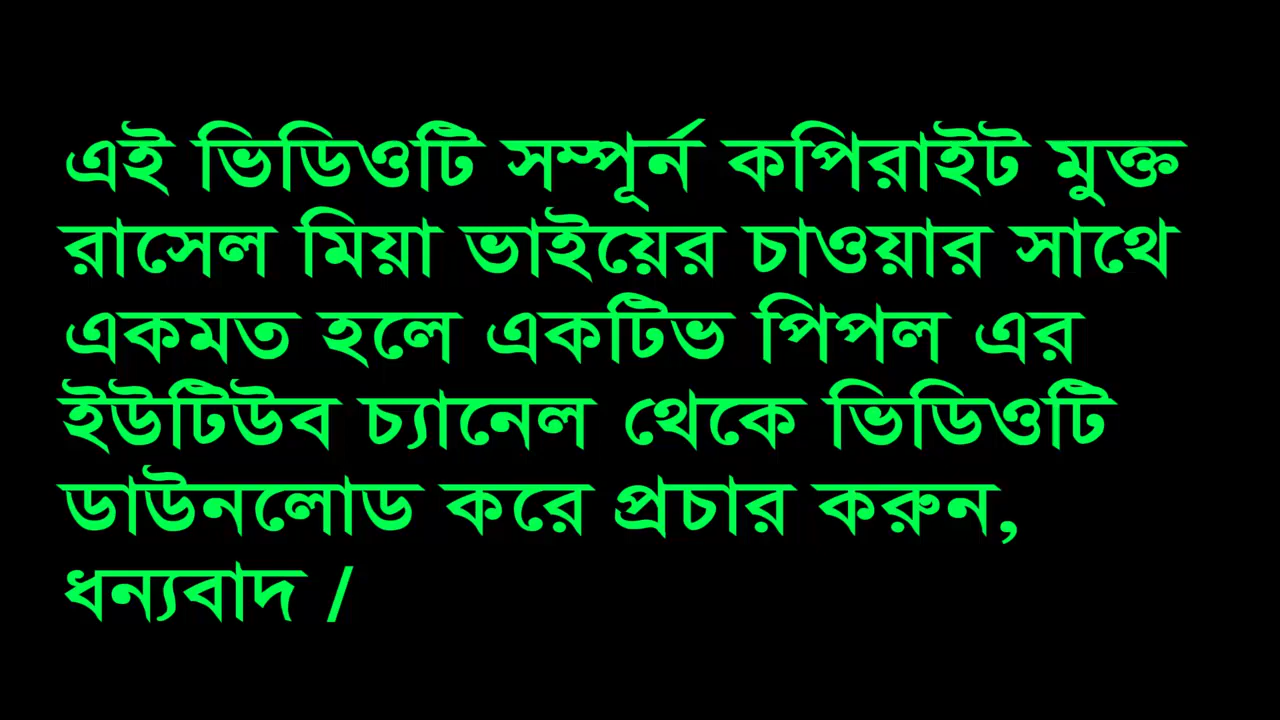 এই ভিডিওটি সম্পূর্ন কপিরাইট মুক্ত
রাসেল মিয়া ভাইয়ের চাওয়ার সাথে
একমত হলে একটিভ পিপল এর
ইউটিউব চ্যানেল থেকে ভিডিওটি
ডাউনলোড করে প্রচার করুন,
ধন্যবাদ /